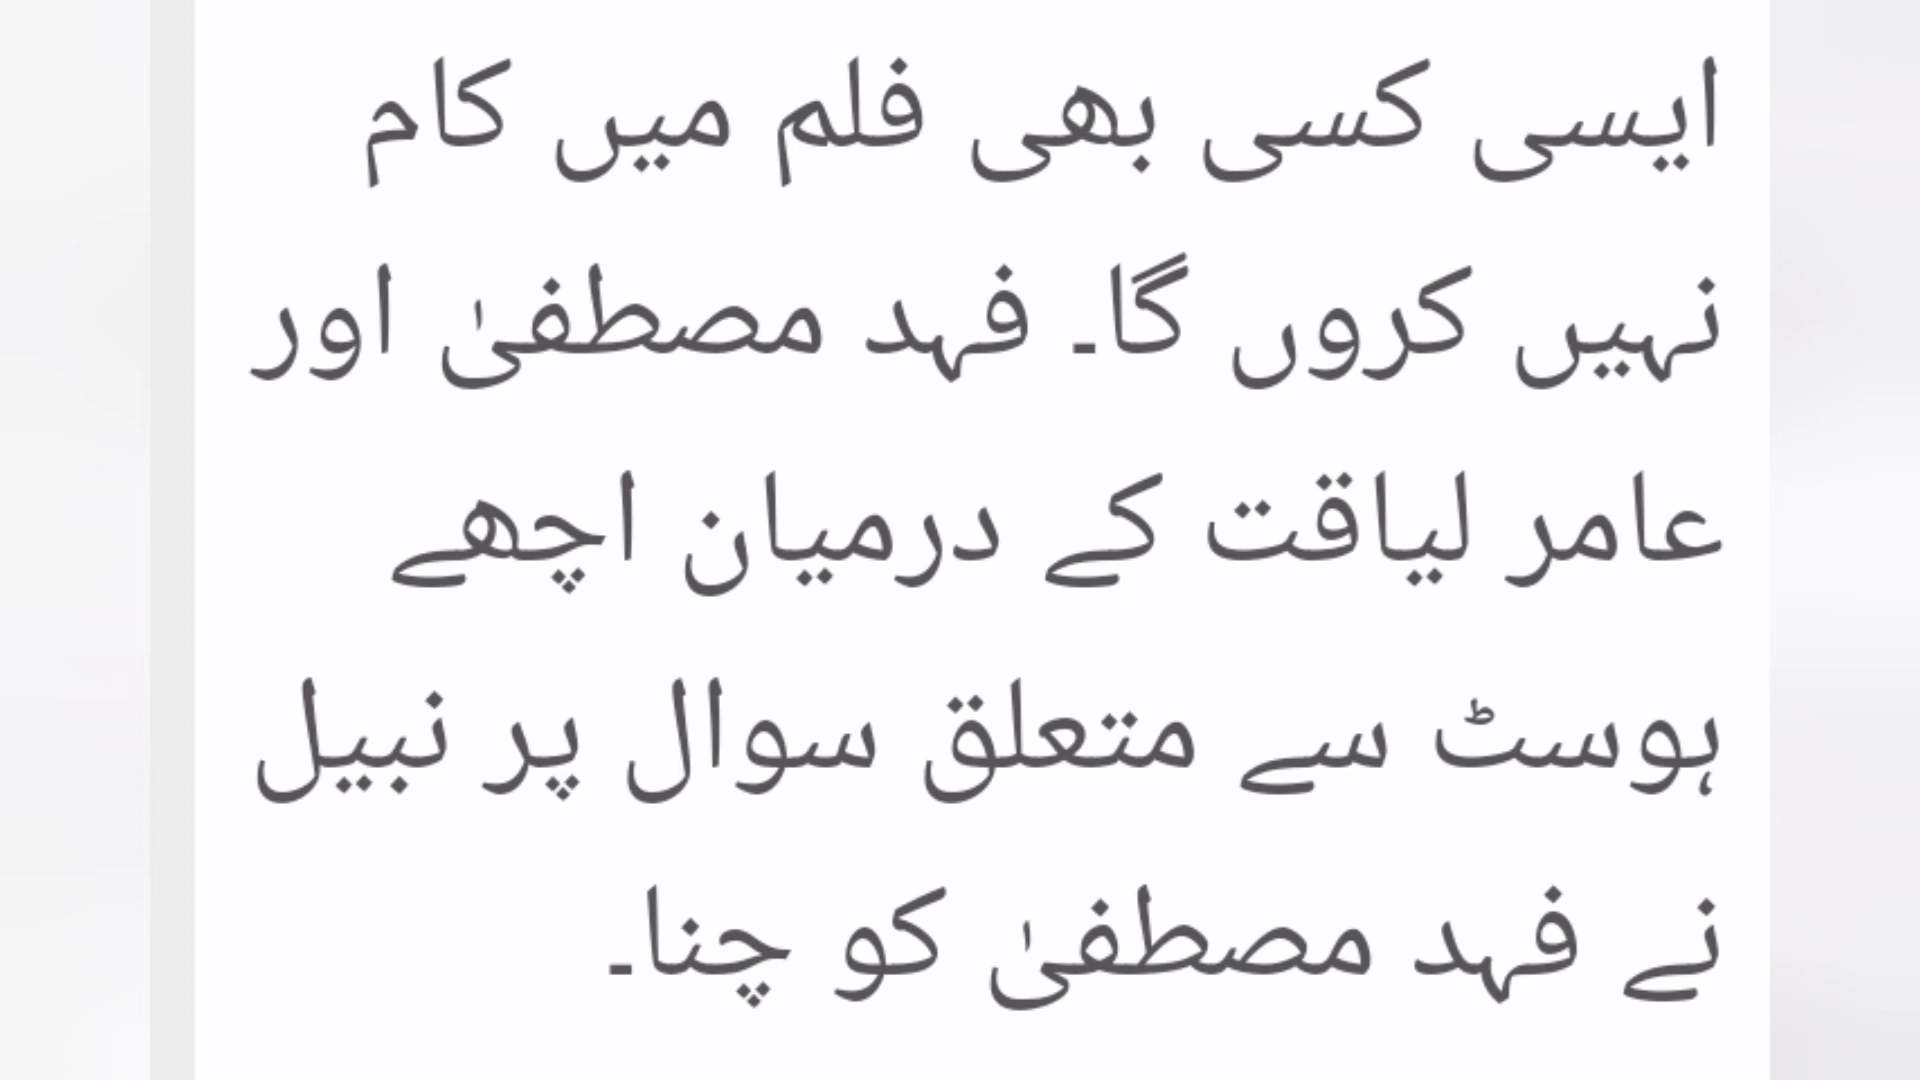 ایسی کسی بھی فلم میں کام
نہیں کروں گا۔ فہد مصطفیٰ اور
عامر لیاقت کے درمیان اچھے
ہوسٹ سے متعلق سوال پر نبیل
نے فہد مصطفیٰ کو چنا۔